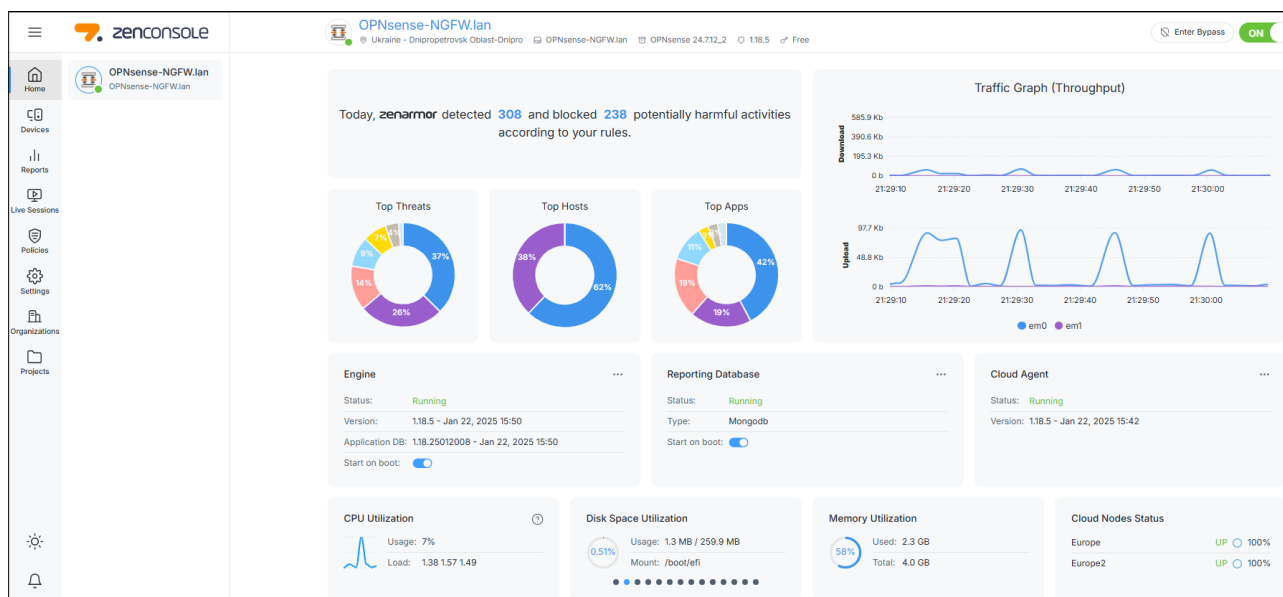 zenconsole
OPNsense-NGFW.lan
Ukraine - Dnipropetrovsk Oblast-Dnipro OPNsense-NGFW.lan OPNsense 24.7.12_2 1.18.5 Free
Enter Bypass
ON
Home
Devices
Reports
Live Sessions
Policies
Settings
Organizations
Projects
OPNsense-NGFW.lan
OPNsense-NGFW.lan
Today, zenarmor detected 308 and blocked 238 potentially harmful activities
according to your rules.
Traffic Graph (Throughput)
Download
585.9 Kb
390.6 Kb
195.3 Kb
0 b
21:29:10 21:29:20 21:29:30 21:29:40 21:29:50 21:30:00
Upload
97.7 Kb
48.8 Kb
0 b
21:29:10 21:29:20 21:29:30 21:29:40 21:29:50 21:30:00
em0 em1
Top Threats
37%
26%
14%
9%
7%
Top Hosts
38%
62%
Top Apps
42%
19%
19%
11%
Engine
Status: Running
Version: 1.18.5 - Jan 22, 2025 15:50
Application DB: 1.18.25012008 - Jan 22, 2025 15:50
Start on boot:
Reporting Database
Status: Running
Type: Mongodb
Start on boot:
Cloud Agent
Status: Running
Version: 1.18.5 - Jan 22, 2025 15:42
CPU Utilization
Usage: 7%
Load: 1.38 1.57 1.49
Disk Space Utilization
0.51%
Usage: 1.3 MB / 259.9 MB
Mount: /boot/efi
Memory Utilization
58%
Used: 2.3 GB
Total: 4.0 GB
Cloud Nodes Status
Europe UP 100%
Europe2 UP 100%